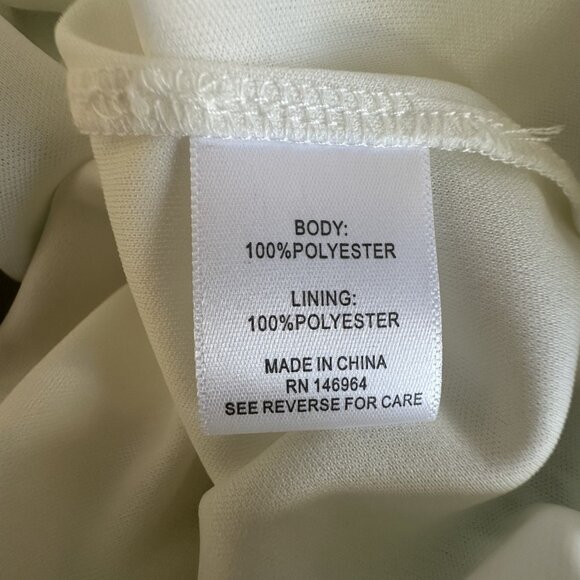 BODY:
100%POLYESTER
LINING:
100%POLYESTER
MADE IN CHINA
RN 146964
SEE REVERSE FOR CARE